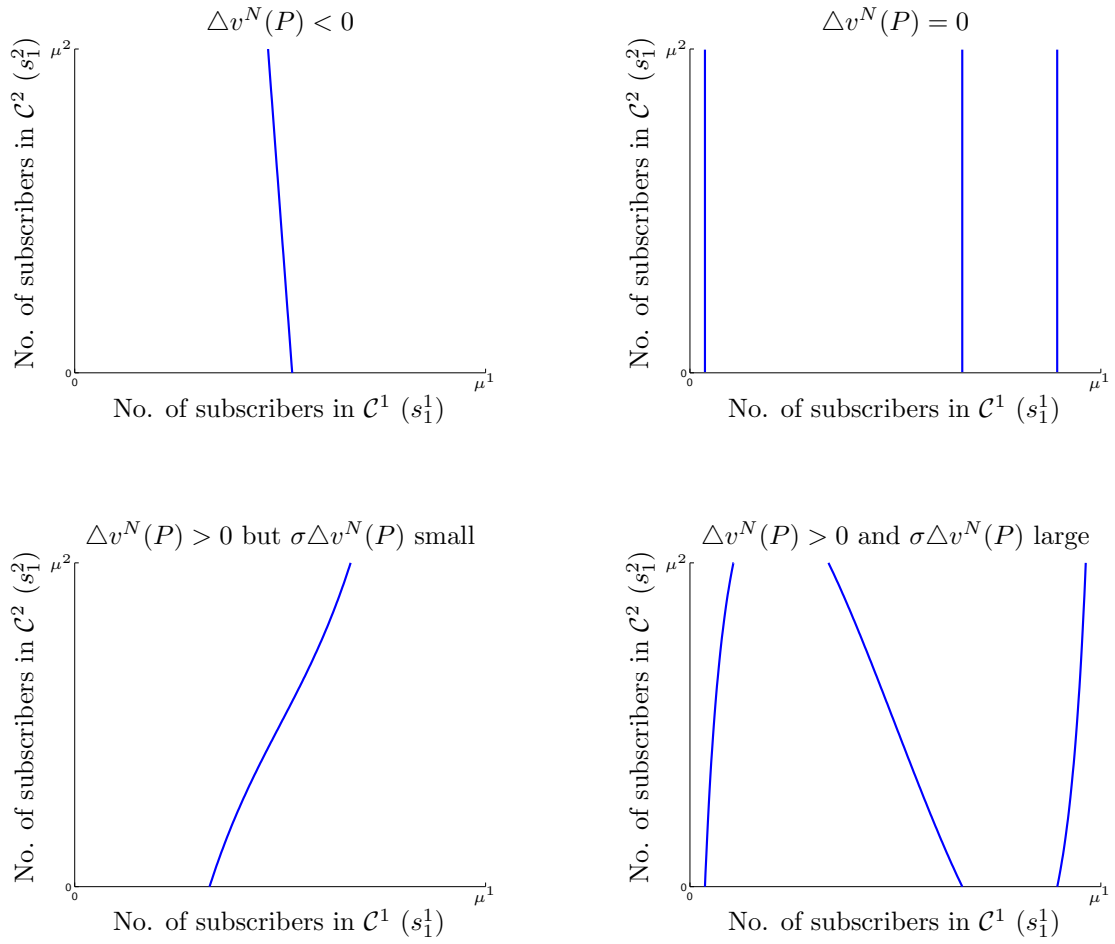 △v^N(P) < 0
No. of subscribers in 𝒞² (s₁²)
μ²
0
0
μ¹
No. of subscribers in 𝒞¹ (s₁¹)
△v^N(P) = 0
No. of subscribers in 𝒞² (s₁²)
μ²
0
0
μ¹
No. of subscribers in 𝒞¹ (s₁¹)
△v^N(P) > 0 but σ△v^N(P) small
No. of subscribers in 𝒞² (s₁²)
μ²
0
0
μ¹
No. of subscribers in 𝒞¹ (s₁¹)
△v^N(P) > 0 and σ△v^N(P) large
No. of subscribers in 𝒞² (s₁²)
μ²
0
0
μ¹
No. of subscribers in 𝒞¹ (s₁¹)